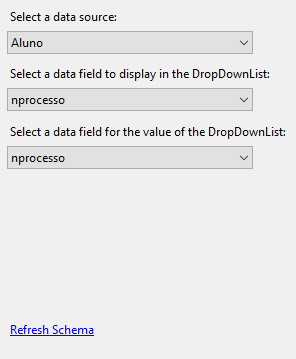 Select a data source:
Aluno
Select a data field to display in the DropDownList:
nprocesso
Select a data field for the value of the DropDownList:
nprocesso
Refresh Schema